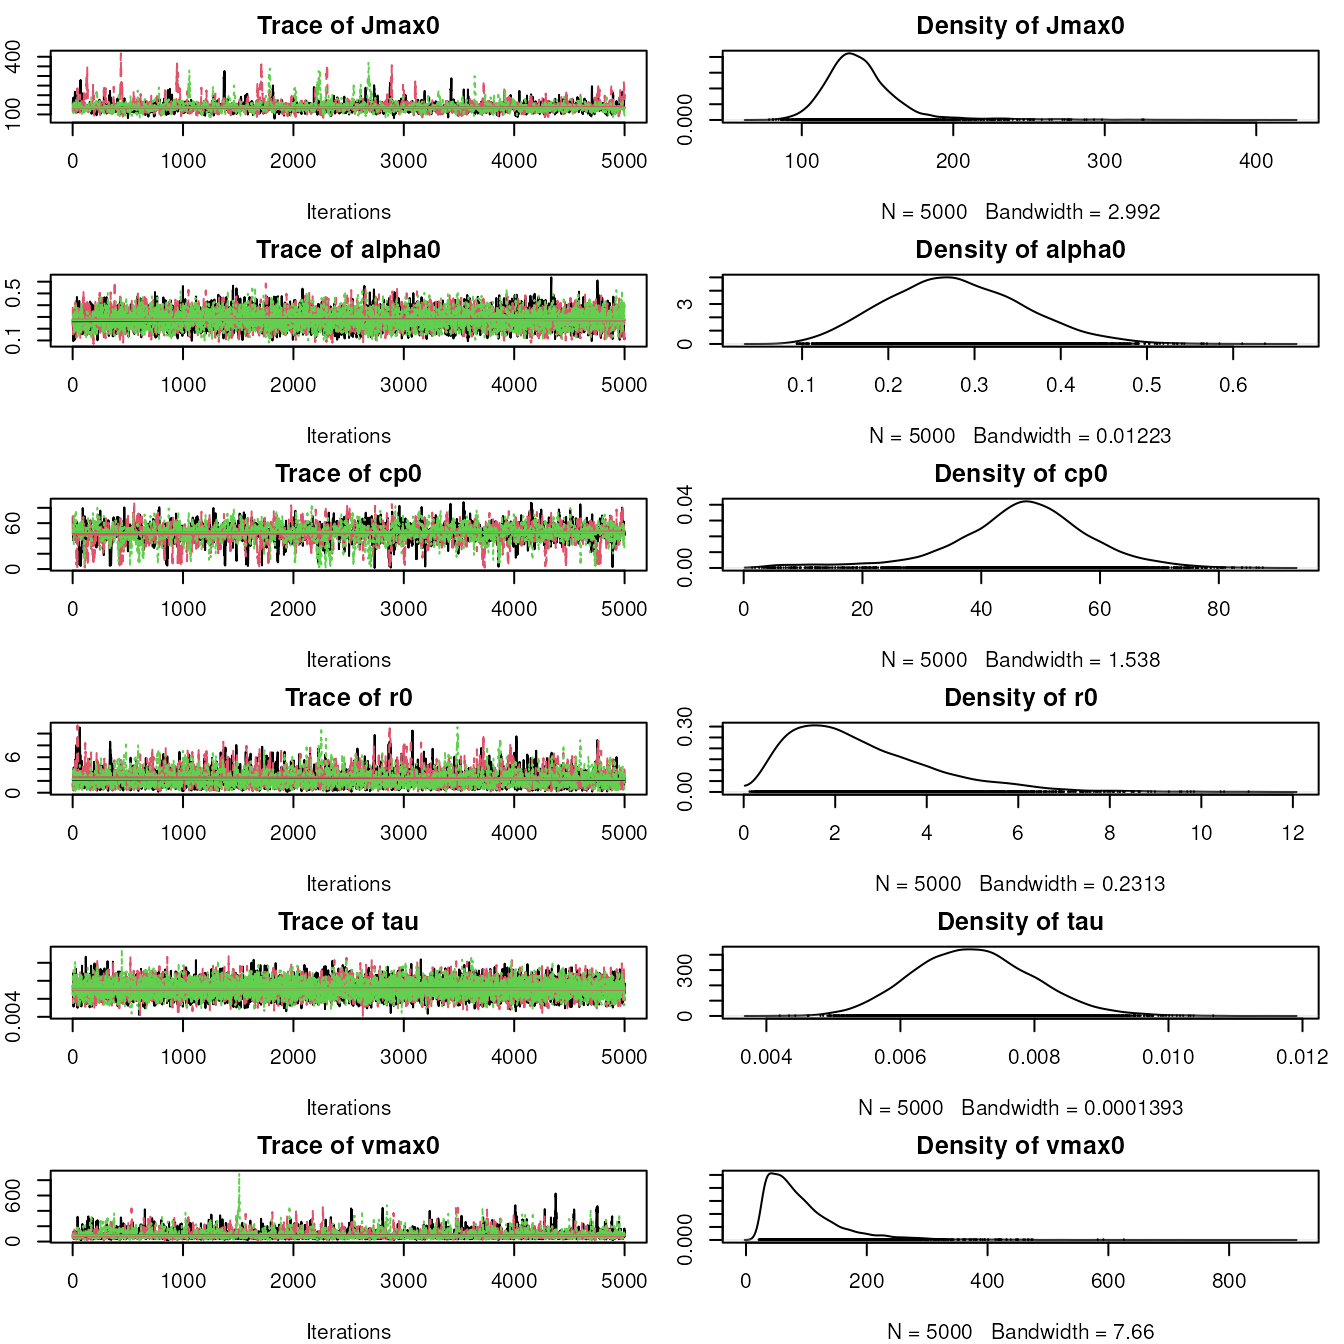 Trace of Jmax0
Density of Jmax0
100 400
0.000
0 1000 2000 3000 4000 5000
100 200 300 400
Iterations
N = 5000 Bandwidth = 2.992
Trace of alpha0
Density of alpha0
0.1 0.5
0 3
0 1000 2000 3000 4000 5000
0.1 0.2 0.3 0.4 0.5 0.6
Iterations
N = 5000 Bandwidth = 0.01223
Trace of cp0
Density of cp0
0 60
0.00 0.04
0 1000 2000 3000 4000 5000
0 20 40 60 80
Iterations
N = 5000 Bandwidth = 1.538
Trace of r0
Density of r0
0 6
0.00 0.30
0 1000 2000 3000 4000 5000
0 2 4 6 8 10 12
Iterations
N = 5000 Bandwidth = 0.2313
Trace of tau
Density of tau
0.004
0 300
0 1000 2000 3000 4000 5000
0.004 0.006 0.008 0.010 0.012
Iterations
N = 5000 Bandwidth = 0.0001393
Trace of vmax0
Density of vmax0
0 600
0.000
0 1000 2000 3000 4000 5000
0 200 400 600 800
Iterations
N = 5000 Bandwidth = 7.66